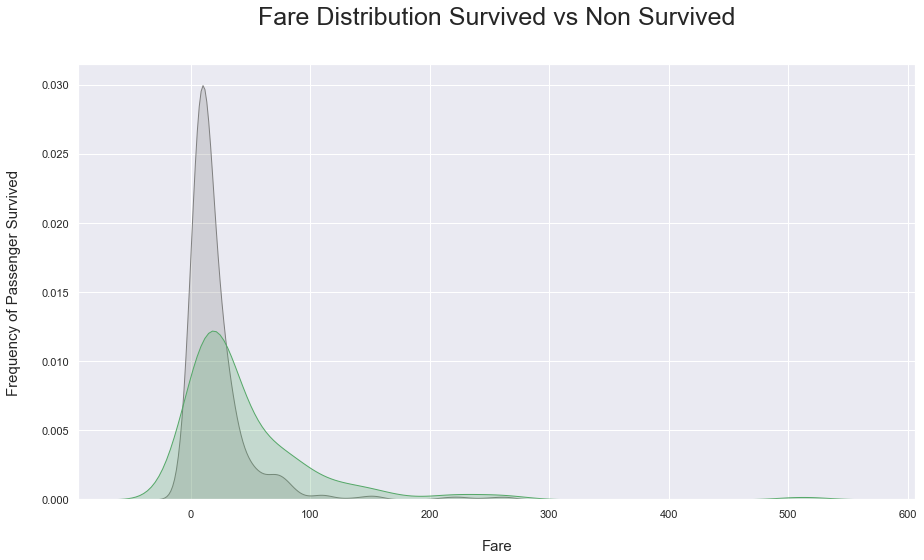 Fare Distribution Survived vs Non Survived
Frequency of Passenger Survived
0.030
0.025
0.020
0.015
0.010
0.005
0.000
0 100 200 300 400 500 600
Fare